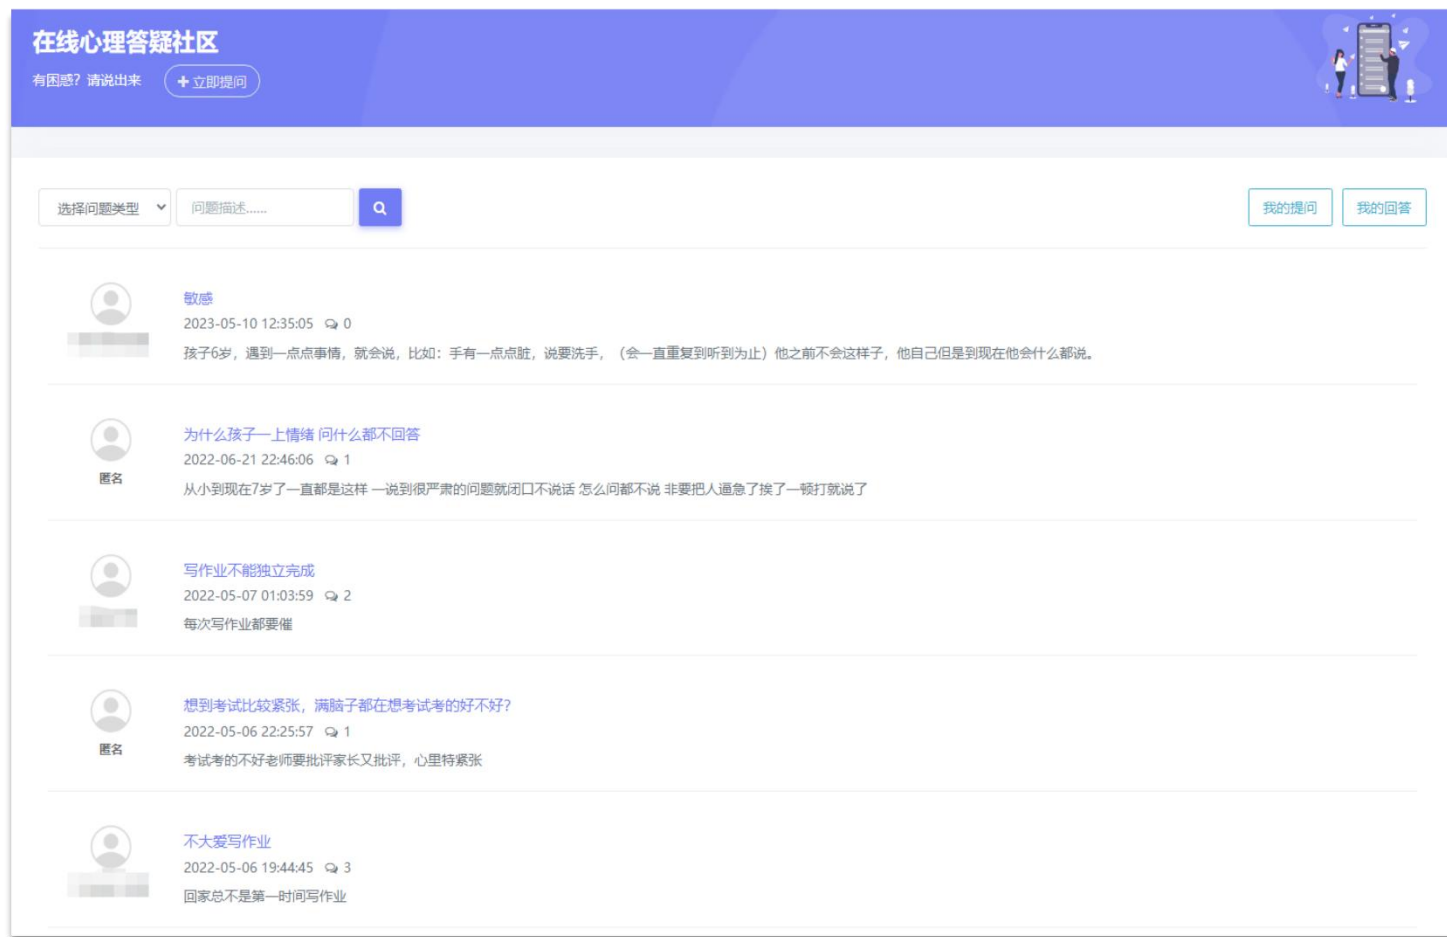 在线心理答疑社区
有困惑？请说出来 + 立即提问
选择问题类型 问题描述...... 我的提问 我的回答
敏感
2023-05-10 12:35:05 0
孩子6岁，遇到一点点事情，就会说，比如：手有一点点脏，说要洗手，（会一直重复到听到为止）他之前不会这样子，他自己但是到现在他会什么都说。
为什么孩子一上情绪 问什么都不回答
2022-06-21 22:46:06 1
匿名
从小到现在7岁了一直都是这样 一说到很严肃的问题就闭口不说话 怎么问都不说 非要把人逼急了挨了一顿打就说了
写作业不能独立完成
2022-05-07 01:03:59 2
每次写作业都要催
想到考试比较紧张，满脑子都在想考试考的好不好？
2022-05-06 22:25:57 1
匿名
考试考的不好老师要批评家长又批评，心里特紧张
不大爱写作业
2022-05-06 19:44:45 3
回家总不是第一时间写作业